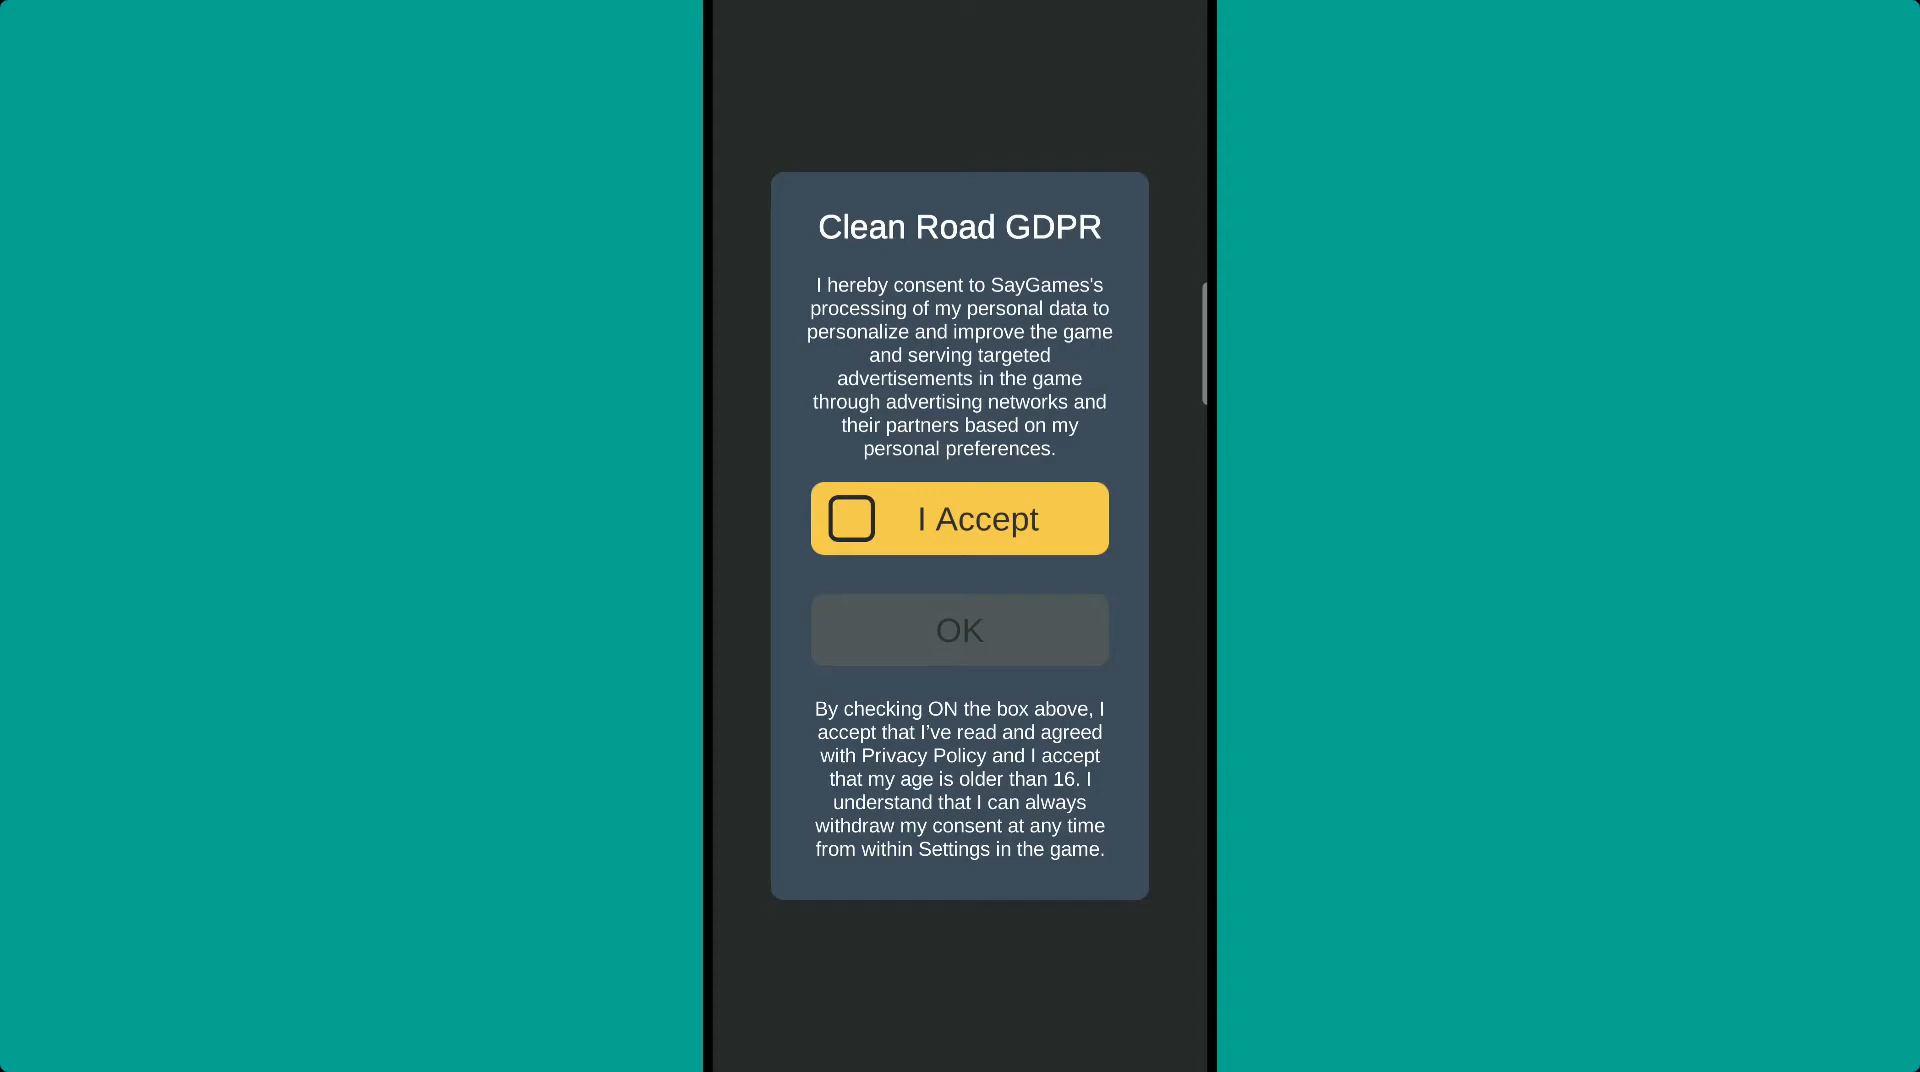 Clean Road GDPR
I hereby consent to SayGames's
processing of my personal data to
personalize and improve the game
and serving targeted
advertisements in the game
through advertising networks and
their partners based on my
personal preferences.
I Accept
OK
By checking ON the box above, I
accept that I’ve read and agreed
with Privacy Policy and I accept
that my age is older than 16. I
understand that I can always
withdraw my consent at any time
from within Settings in the game.